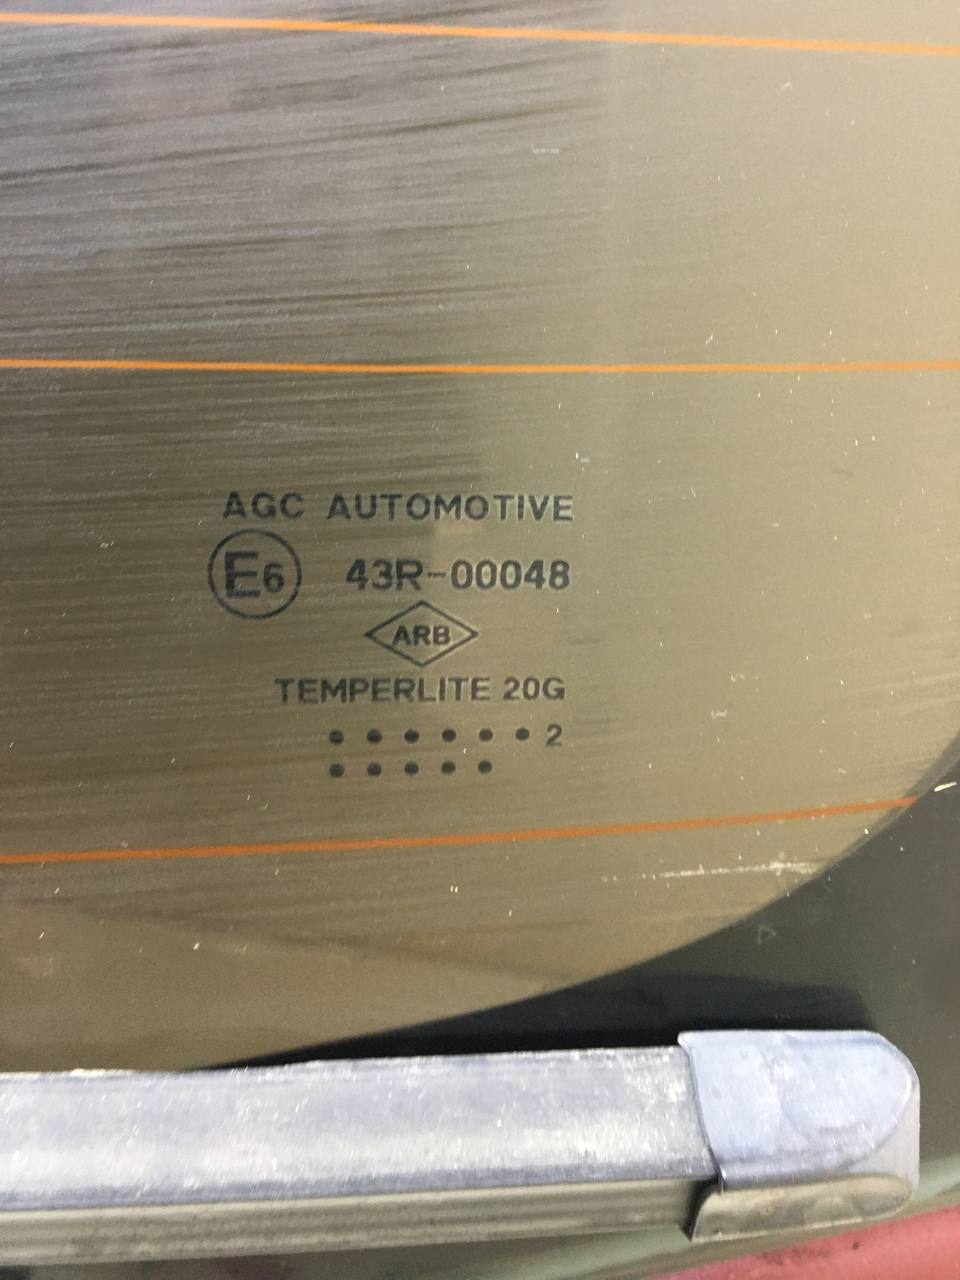 AGC AUTOMOTIVE
E6 43R-00048
ARB
TEMPERLITE 20G
• • • • • • 2
• • • • •